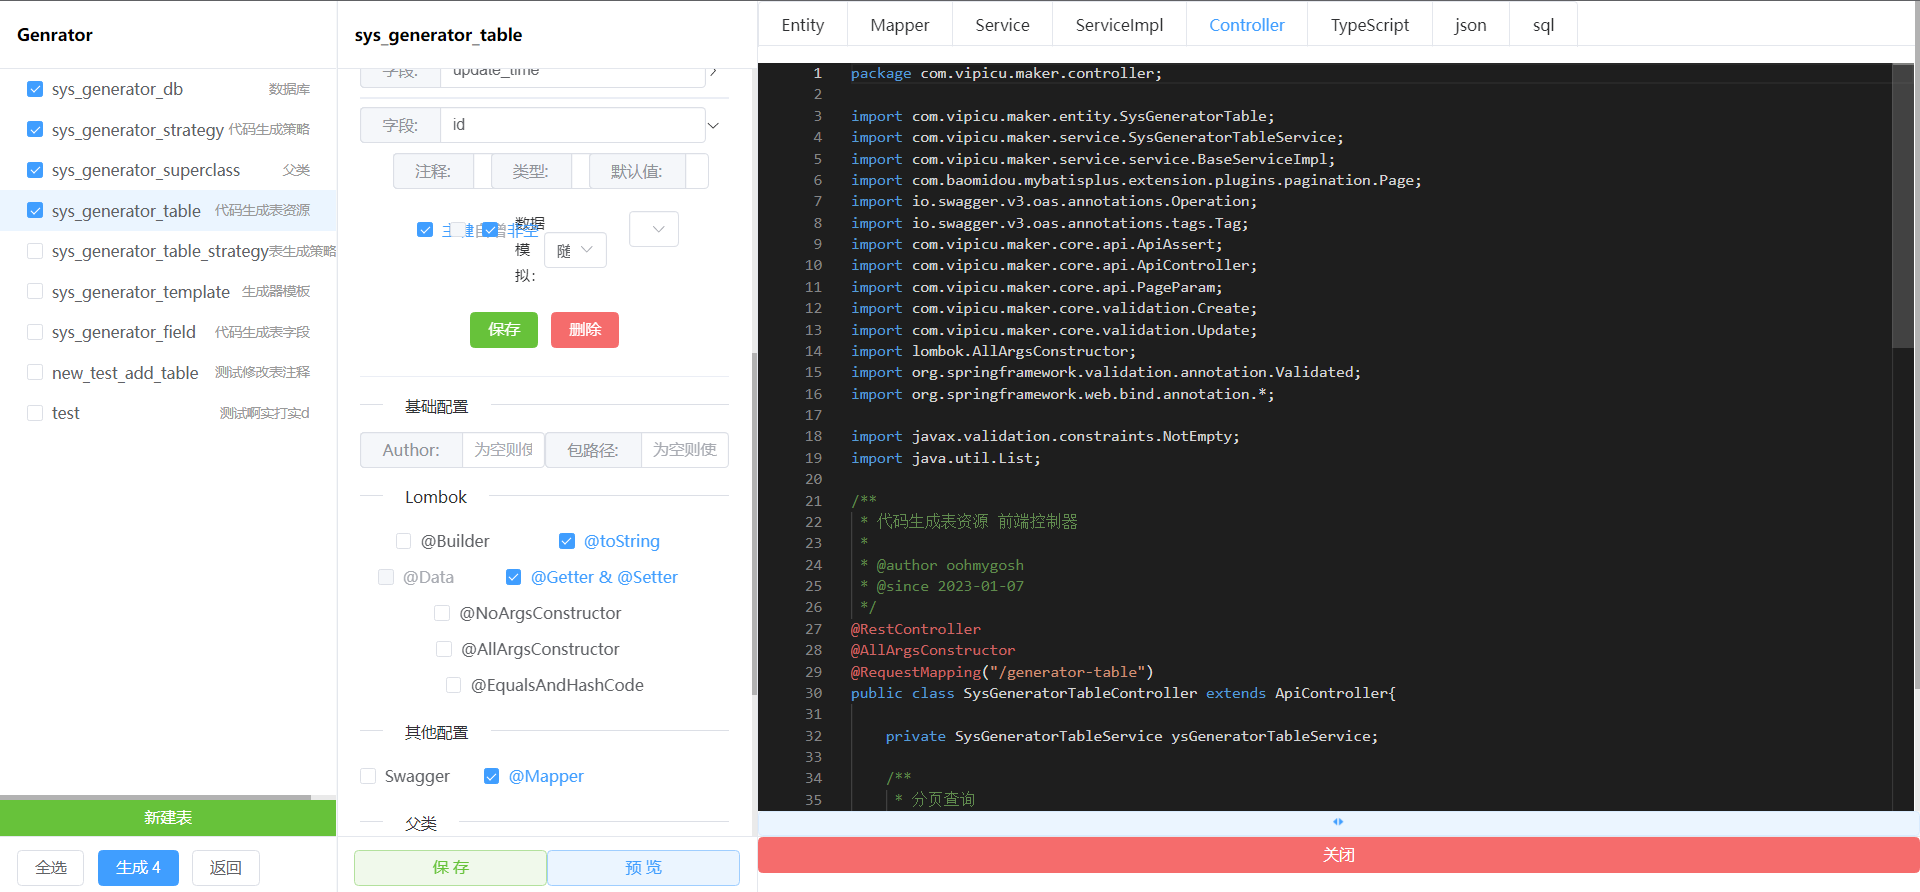 Genrator
sys_generator_db 数据库
sys_generator_strategy 代码生成策略
sys_generator_superclass 父类
sys_generator_table 代码生成表资源
sys_generator_table_strategy表生成策略
sys_generator_template 生成器模板
sys_generator_field 代码生成表字段
new_test_add_table 测试修改表注释
test 测试啊实打实d
新建表
全选 生成 4 返回
sys_generator_table
字段: update_time
字段: id
注释: 类型: 默认值:
主键自增非空
数据模拟:
随
保存 删除
基础配置
Author: 为空则使 包路径: 为空则使
Lombok
@Builder @toString
@Data @Getter & @Setter
@NoArgsConstructor
@AllArgsConstructor
@EqualsAndHashCode
其他配置
Swagger @Mapper
父类
保 存 预 览
Entity Mapper Service ServiceImpl Controller TypeScript json sql
1 package com.vipicu.maker.controller;
2
3 import com.vipicu.maker.entity.SysGeneratorTable;
4 import com.vipicu.maker.service.SysGeneratorTableService;
5 import com.vipicu.maker.service.service.BaseServiceImpl;
6 import com.baomidou.mybatisplus.extension.plugins.pagination.Page;
7 import io.swagger.v3.oas.annotations.Operation;
8 import io.swagger.v3.oas.annotations.tags.Tag;
9 import com.vipicu.maker.core.api.ApiAssert;
10 import com.vipicu.maker.core.api.ApiController;
11 import com.vipicu.maker.core.api.PageParam;
12 import com.vipicu.maker.core.validation.Create;
13 import com.vipicu.maker.core.validation.Update;
14 import lombok.AllArgsConstructor;
15 import org.springframework.validation.annotation.Validated;
16 import org.springframework.web.bind.annotation.*;
17
18 import javax.validation.constraints.NotEmpty;
19 import java.util.List;
20
21 /**
22 * 代码生成表资源 前端控制器
23 *
24 * @author oohmygosh
25 * @since 2023-01-07
26 */
27 @RestController
28 @AllArgsConstructor
29 @RequestMapping("/generator-table")
30 public class SysGeneratorTableController extends ApiController{
31
32 private SysGeneratorTableService ysGeneratorTableService;
33
34 /**
35 * 分页查询
关闭